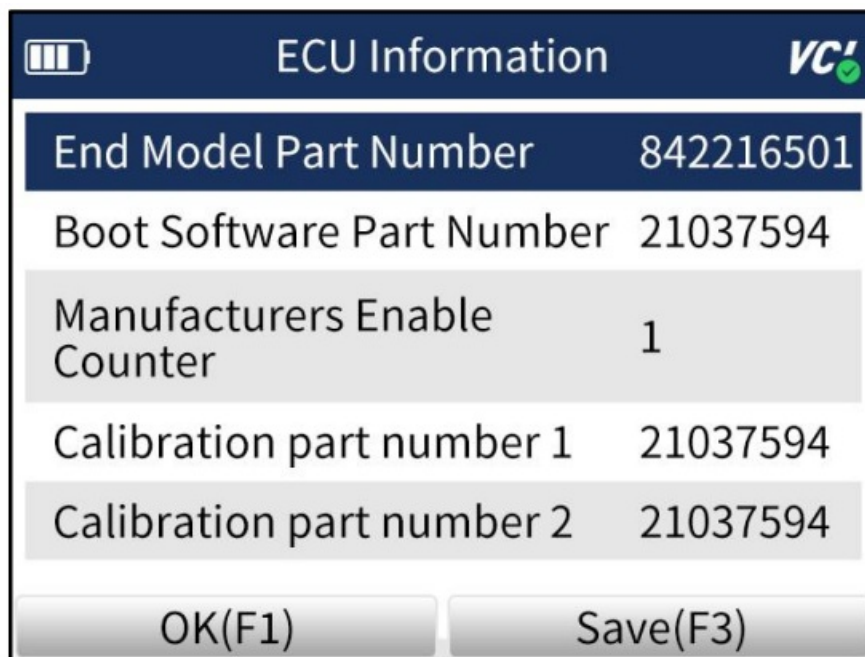 ECU Information VCI
End Model Part Number 842216501
Boot Software Part Number 21037594
Manufacturers Enable
Counter 1
Calibration part number 1 21037594
Calibration part number 2 21037594
OK(F1) Save(F3)